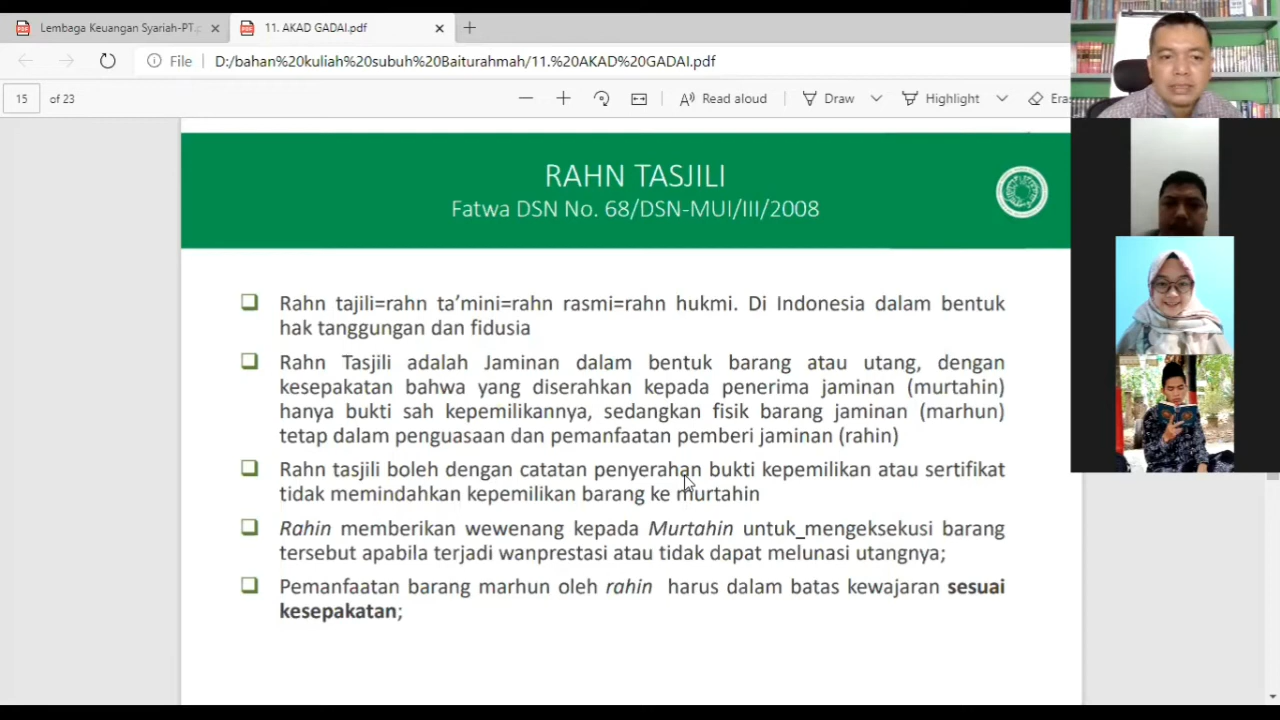 Lembaga Keuangan Syariah-PT.p
11. AKAD GADAI.pdf
File
D:/bahan%20kuliah%20subuh%20Baiturahmah/11.%20AKAD%20GADAI.pdf
15 of 23
Read aloud
Draw
Highlight
Eras
RAHN TASJILI
Fatwa DSN No. 68/DSN-MUI/III/2008
Rahn tajili=rahn ta’mini=rahn rasmi=rahn hukmi. Di Indonesia dalam bentuk
hak tanggungan dan fidusia
Rahn Tasjili adalah Jaminan dalam bentuk barang atau utang, dengan
kesepakatan bahwa yang diserahkan kepada penerima jaminan (murtahin)
hanya bukti sah kepemilikannya, sedangkan fisik barang jaminan (marhun)
tetap dalam penguasaan dan pemanfaatan pemberi jaminan (rahin)
Rahn tasjili boleh dengan catatan penyerahan bukti kepemilikan atau sertifikat
tidak memindahkan kepemilikan barang ke murtahin
Rahin memberikan wewenang kepada Murtahin untuk_mengeksekusi barang
tersebut apabila terjadi wanprestasi atau tidak dapat melunasi utangnya;
Pemanfaatan barang marhun oleh rahin harus dalam batas kewajaran sesuai
kesepakatan;